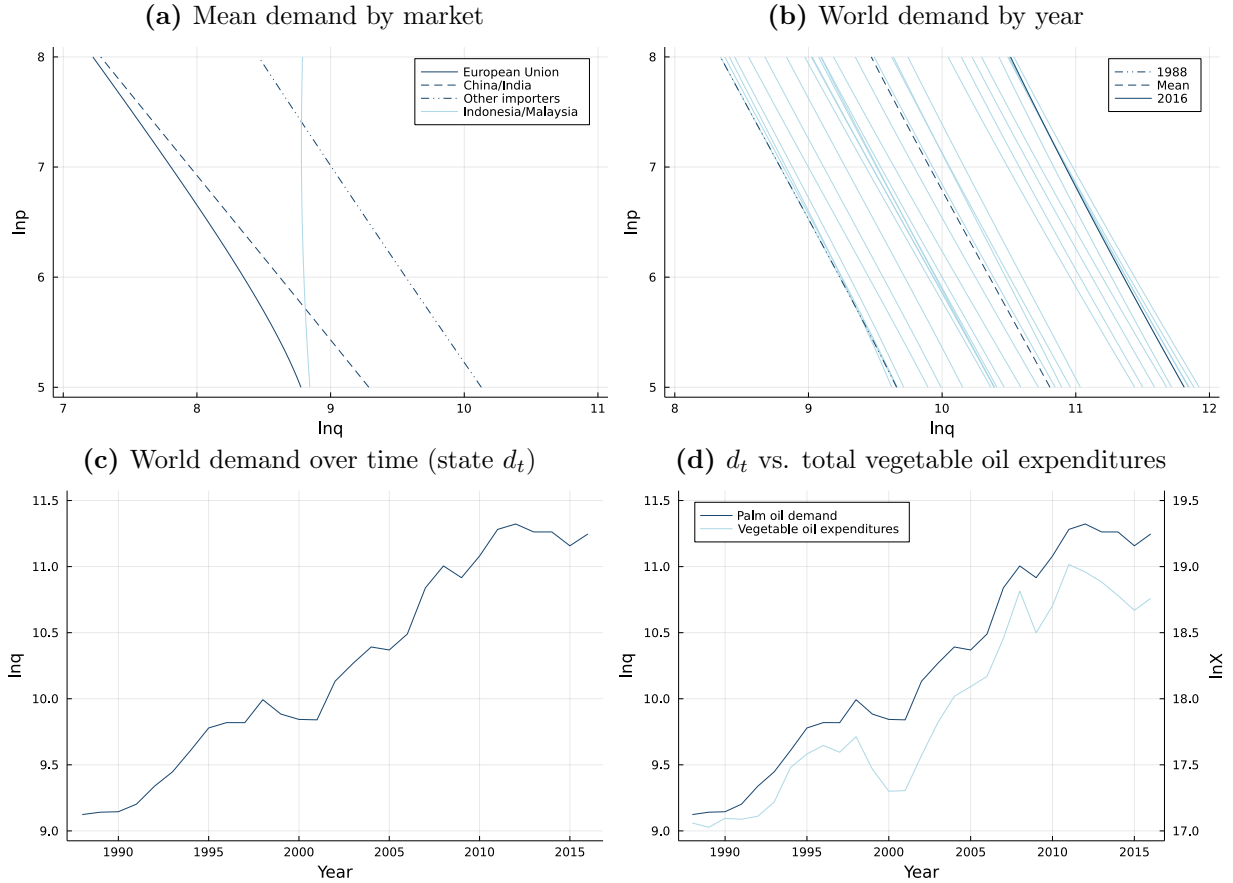 (a) Mean demand by market
(b) World demand by year
8
7
6
5
lnp
7
8
9
10
11
lnq
European Union
China/India
Other importers
Indonesia/Malaysia
8
7
6
5
lnp
8
9
10
11
12
lnq
1988
Mean
2016
(c) World demand over time (state d_t)
(d) d_t vs. total vegetable oil expenditures
11.5
11.0
10.5
10.0
9.5
9.0
lnq
1990
1995
2000
2005
2010
2015
Year
11.5
11.0
10.5
10.0
9.5
9.0
lnq
Palm oil demand
Vegetable oil expenditures
19.5
19.0
18.5
18.0
17.5
17.0
lnX
1990
1995
2000
2005
2010
2015
Year